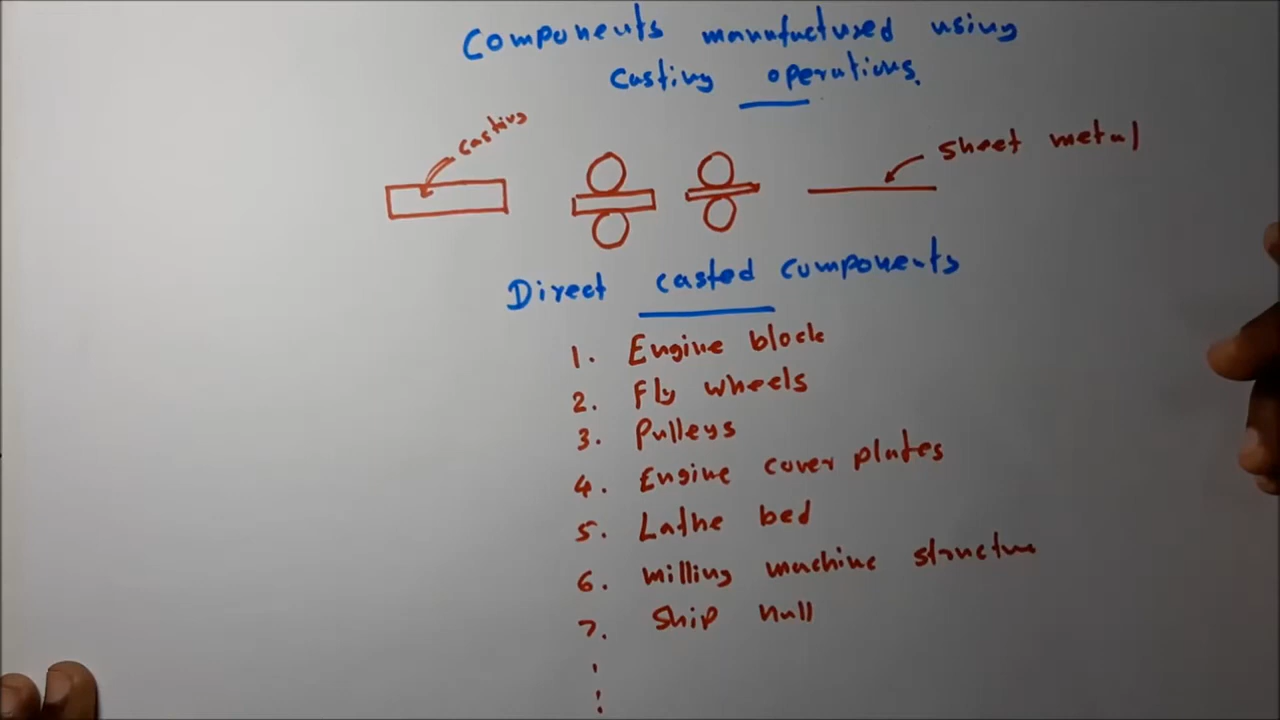 Components manufactured using
casting operations.
casting
sheet metal
Direct casted components
1. Engine block
2. Fly wheels
3. Pulleys
4. Engine cover plates
5. Lathe bed
6. milling machine structure
7. Ship hull